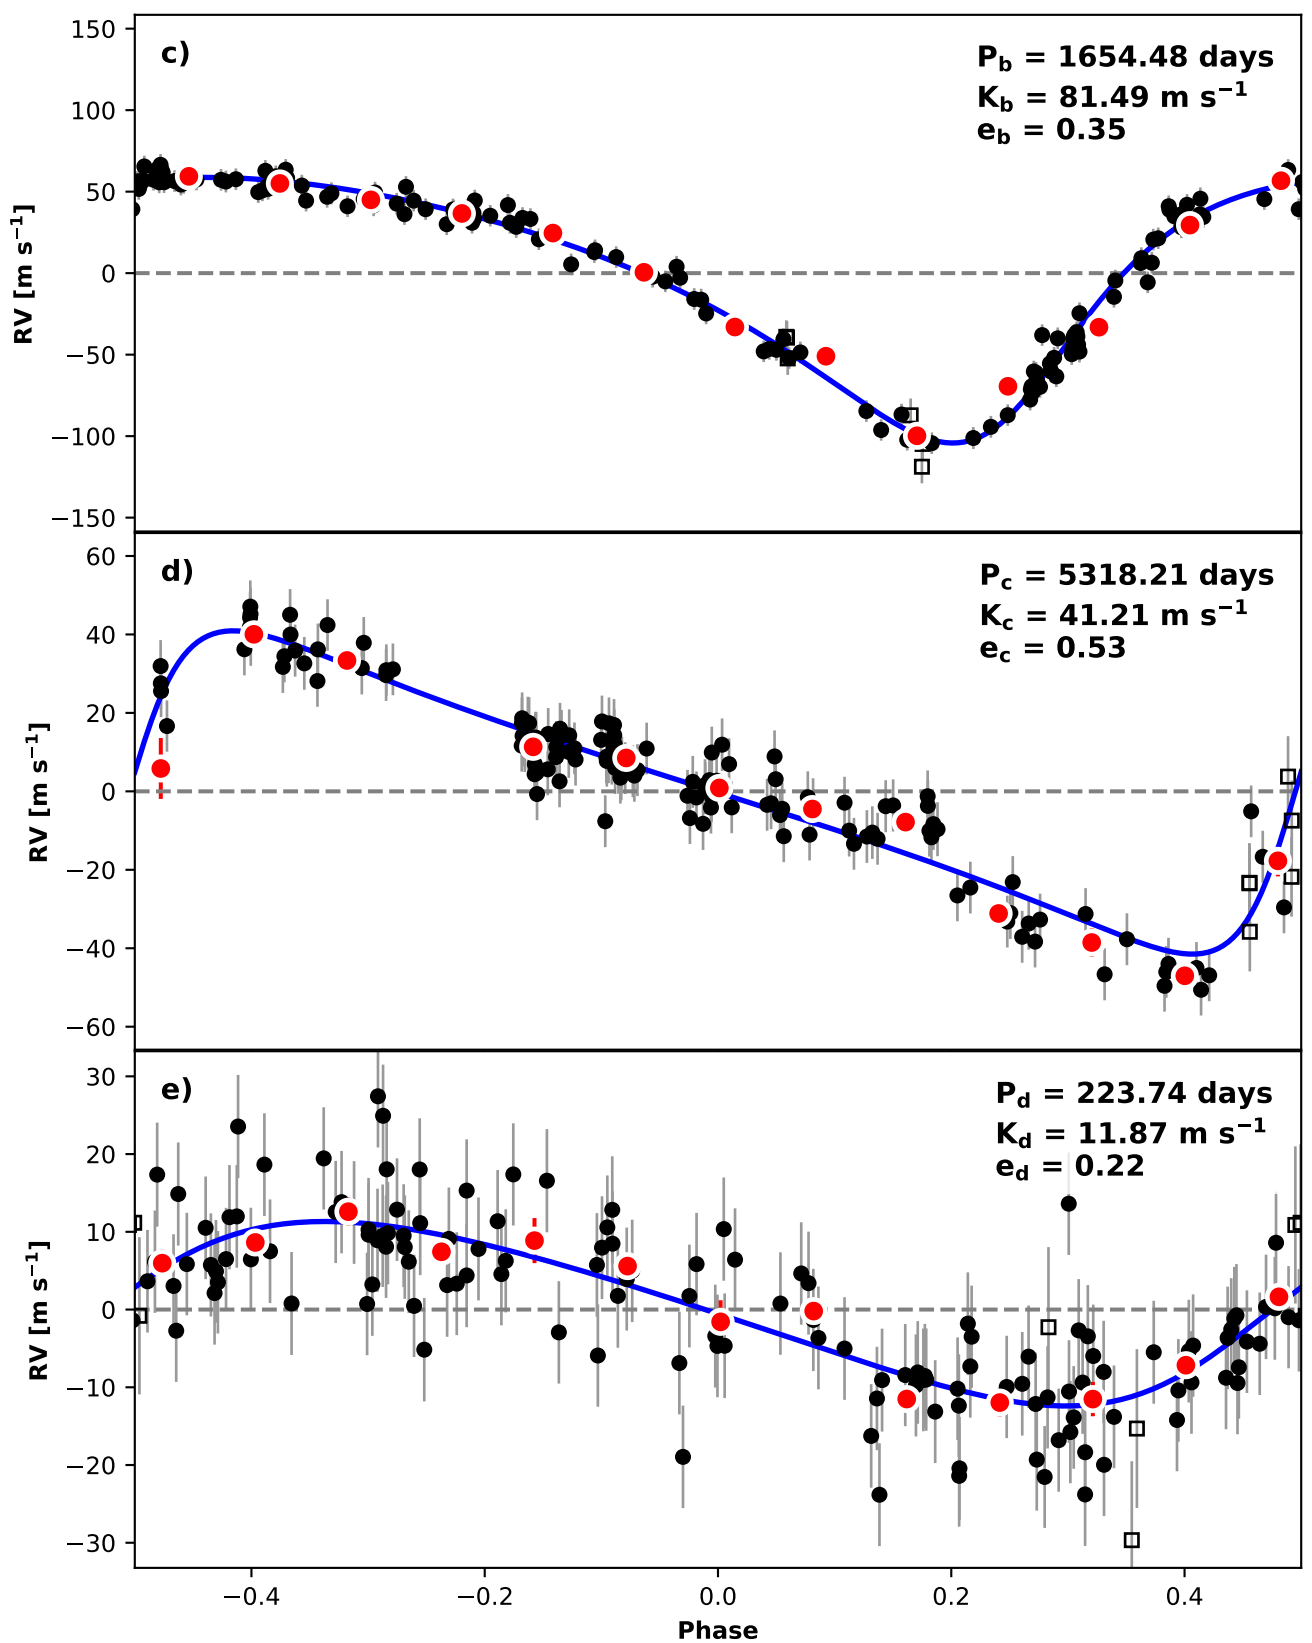 c)
P_b = 1654.48 days
K_b = 81.49 m s⁻¹
e_b = 0.35
150
100
50
0
−50
−100
−150
RV [m s⁻¹]
d)
P_c = 5318.21 days
K_c = 41.21 m s⁻¹
e_c = 0.53
60
40
20
0
−20
−40
−60
RV [m s⁻¹]
e)
P_d = 223.74 days
K_d = 11.87 m s⁻¹
e_d = 0.22
30
20
10
0
−10
−20
−30
RV [m s⁻¹]
−0.4 −0.2 0.0 0.2 0.4
Phase